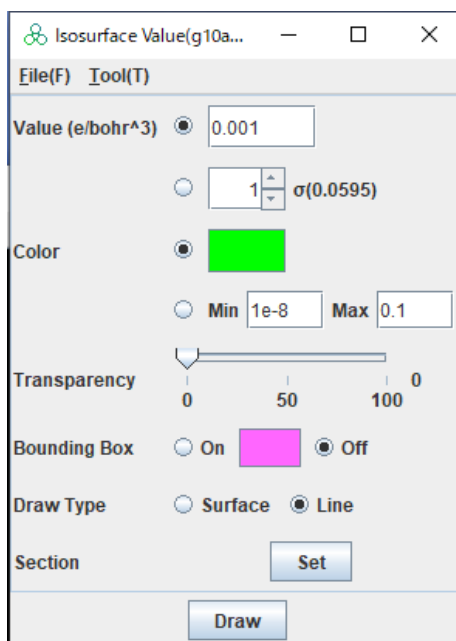 Isosurface Value(g10a...
File(F) Tool(T)
Value (e/bohr^3) 0.001
1 σ(0.0595)
Color
Min 1e-8 Max 0.1
Transparency 0
0 50 100
Bounding Box On Off
Draw Type Surface Line
Section Set
Draw